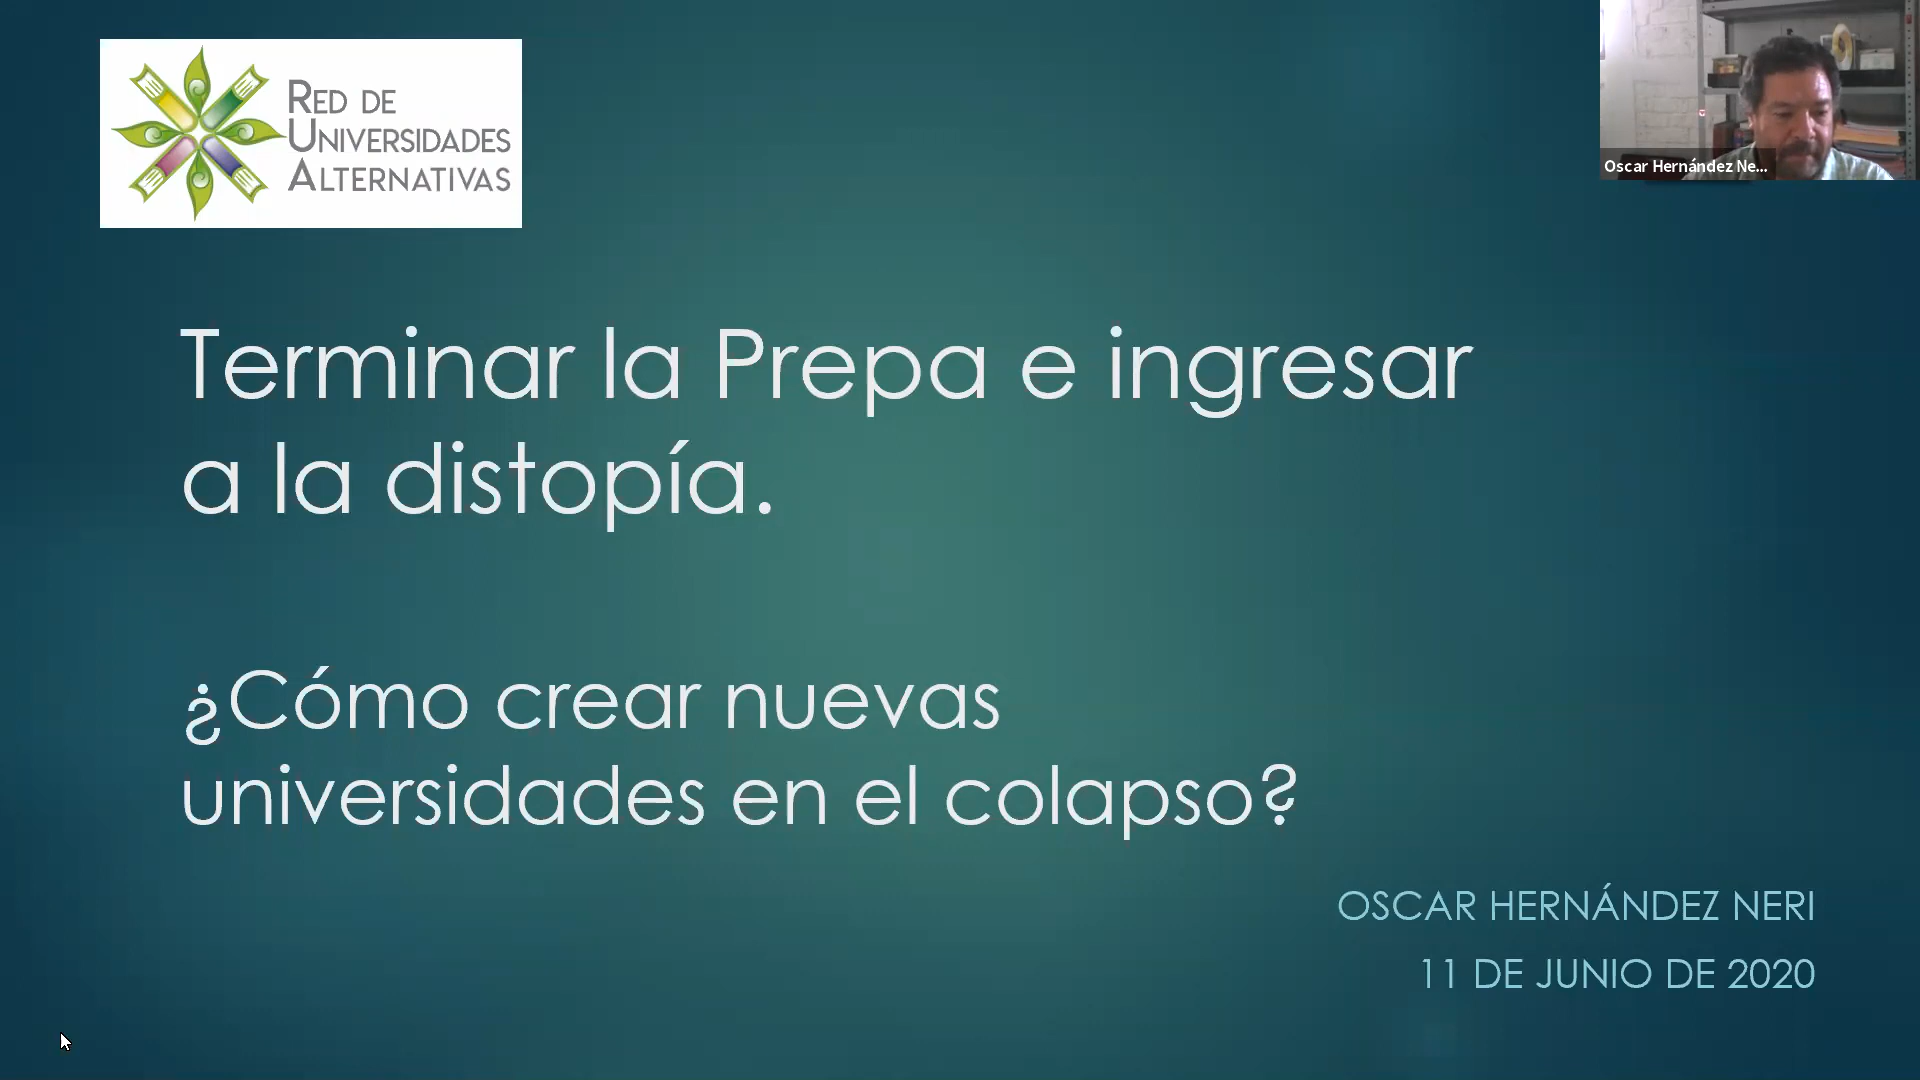 RED DE
UNIVERSIDADES
ALTERNATIVAS
Oscar Hernández Ne...
Terminar la Prepa e ingresar
a la distopía.
¿Cómo crear nuevas
universidades en el colapso?
OSCAR HERNÁNDEZ NERI
11 DE JUNIO DE 2020